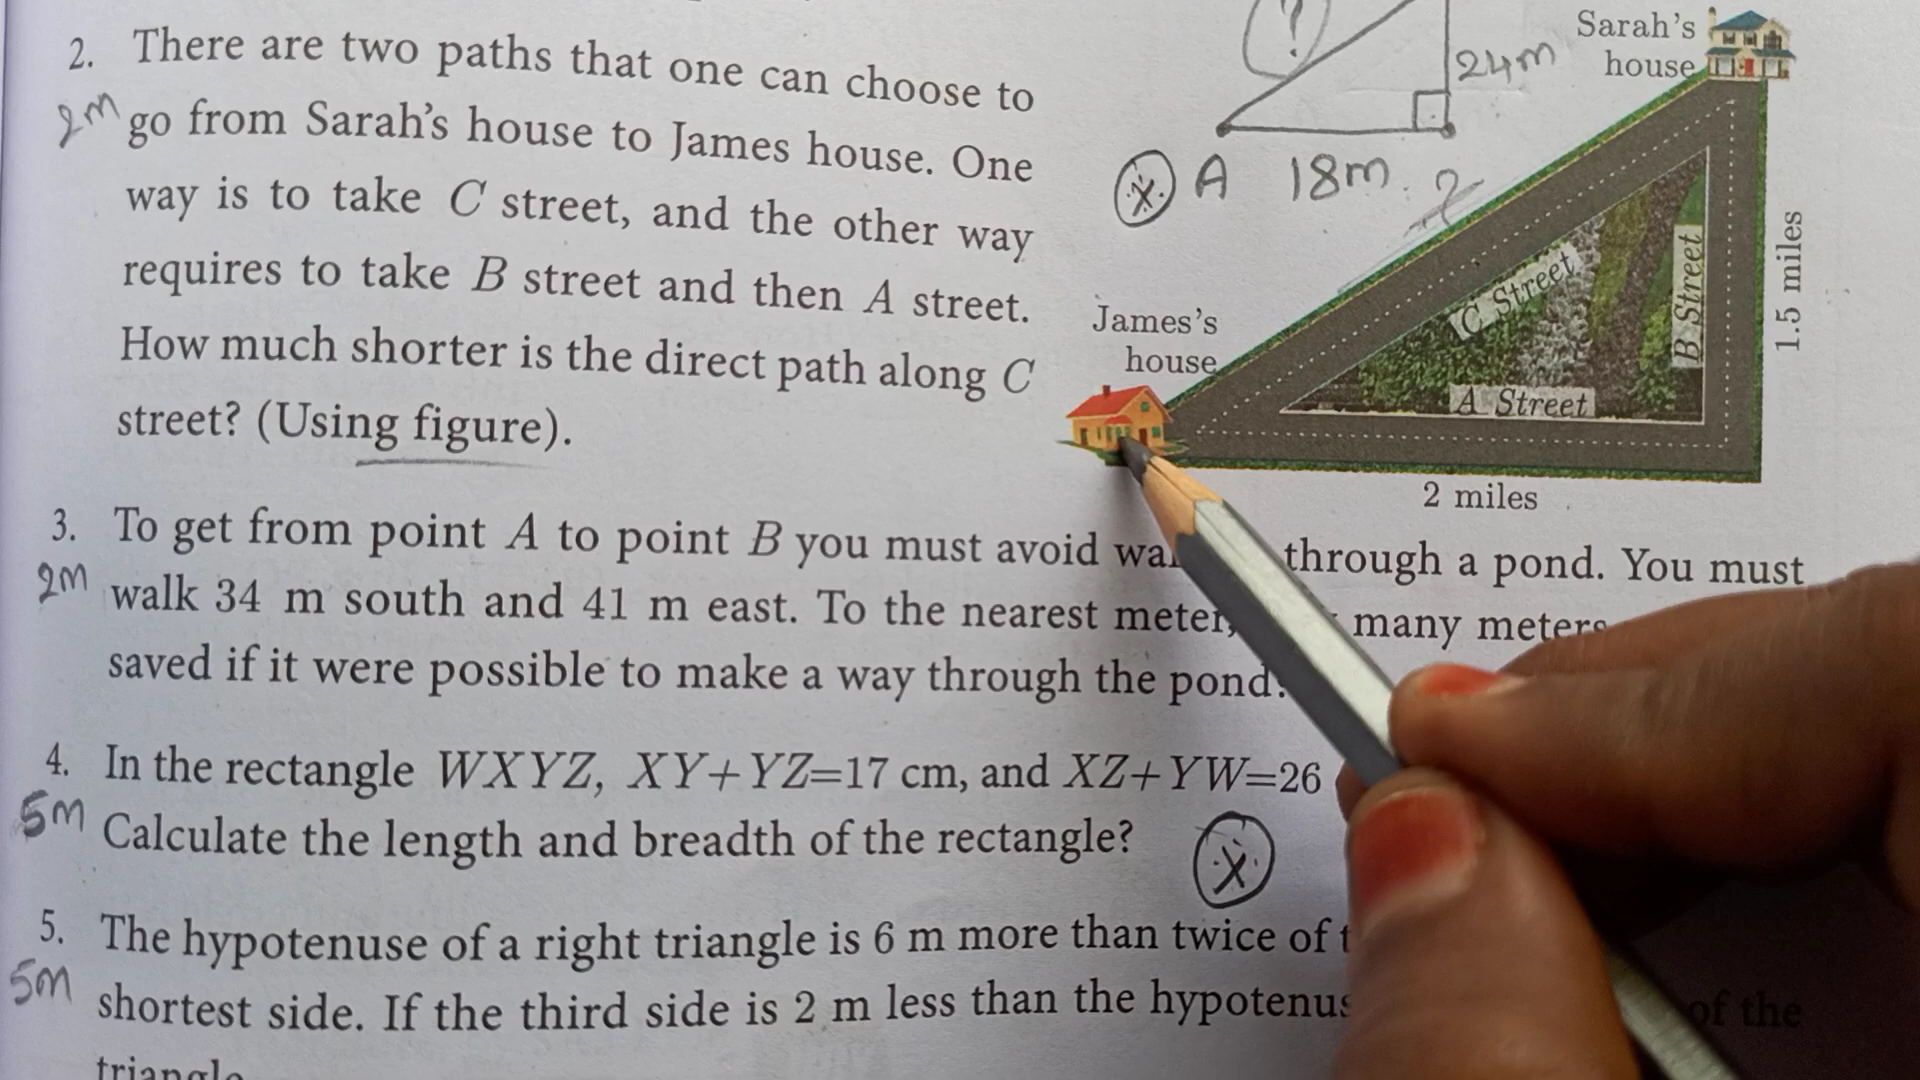 2. There are two paths that one can choose to
2M go from Sarah's house to James house. One
way is to take C street, and the other way
requires to take B street and then A street.
How much shorter is the direct path along C
street? (Using figure).
?
24m
A 18m
Sarah's
house
James's
house
C Street
B Street
A Street
1.5 miles
2 miles
3. To get from point A to point B you must avoid through a pond. You must
2M walk 34 m south and 41 m east. To the nearest meter, many meters
saved if it were possible to make a way through the pond?
4. In the rectangle WXYZ, XY+YZ=17 cm, and XZ+YW=26
5M Calculate the length and breadth of the rectangle?
5. The hypotenuse of a right triangle is 6 m more than twice of
5M shortest side. If the third side is 2 m less than the of the
triangle